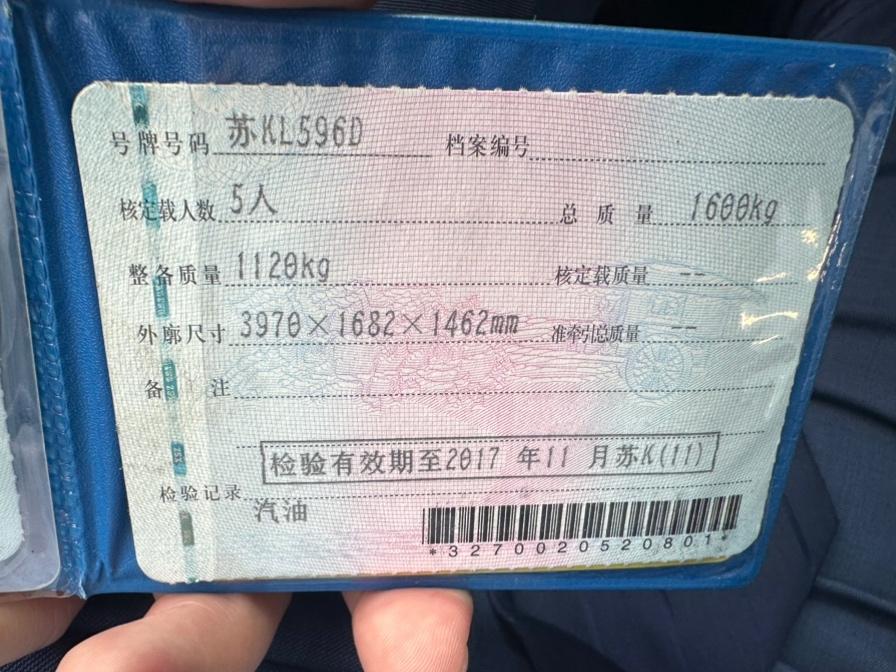 号牌号码 苏KL596D 档案编号
核定载人数 5人 总质量 1600kg
整备质量 1120kg 核定载质量 --
外廓尺寸 3970×1682×1462mm 准牵引总质量 --
备注
检验有效期至2017年11月苏K(11)
检验记录
汽油
*3270020520801*